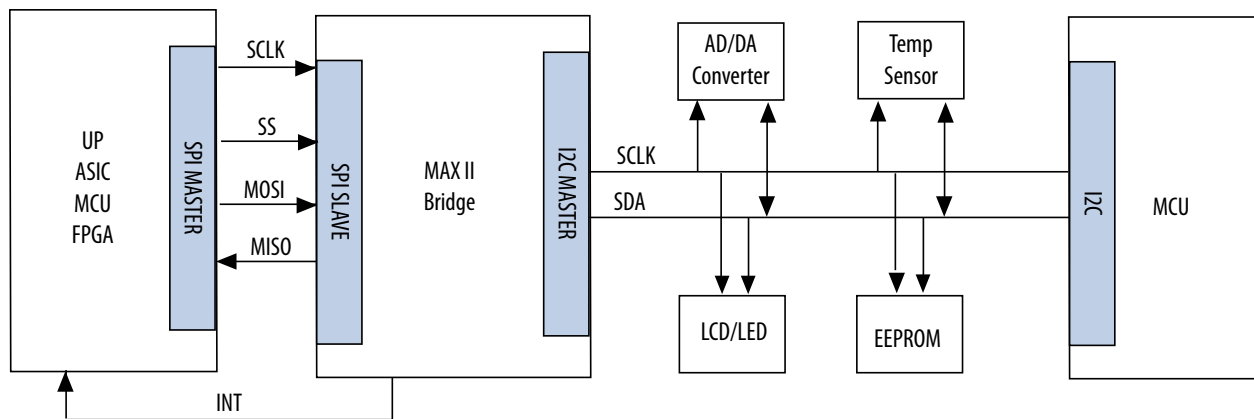 UP
ASIC
MCU
FPGA
SPI MASTER
SCLK
SS
MOSI
MISO
INT
SPI SLAVE
MAX II
Bridge
I2C MASTER
SCLK
SDA
AD/DA
Converter
Temp
Sensor
LCD/LED
EEPROM
I2C
MCU